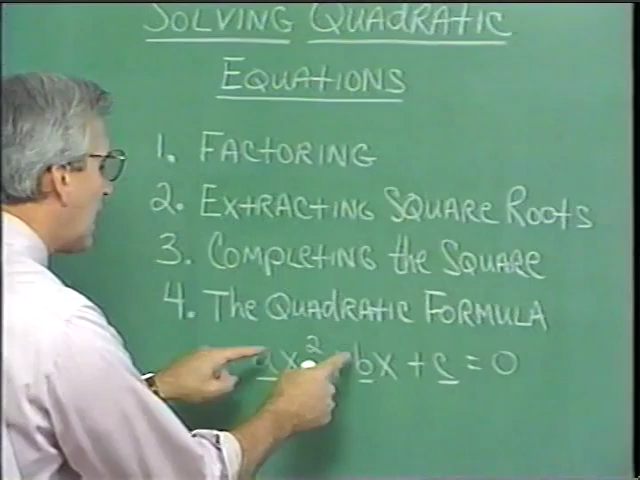 SOLVING QUADRATIC
EQUATIONS
1. FACTORING
2. EXTRACTING SQUARE ROOTS
3. COMPLETING the SQUARE
4. The QUADRATIC FORMULA
ax² bx + c = 0